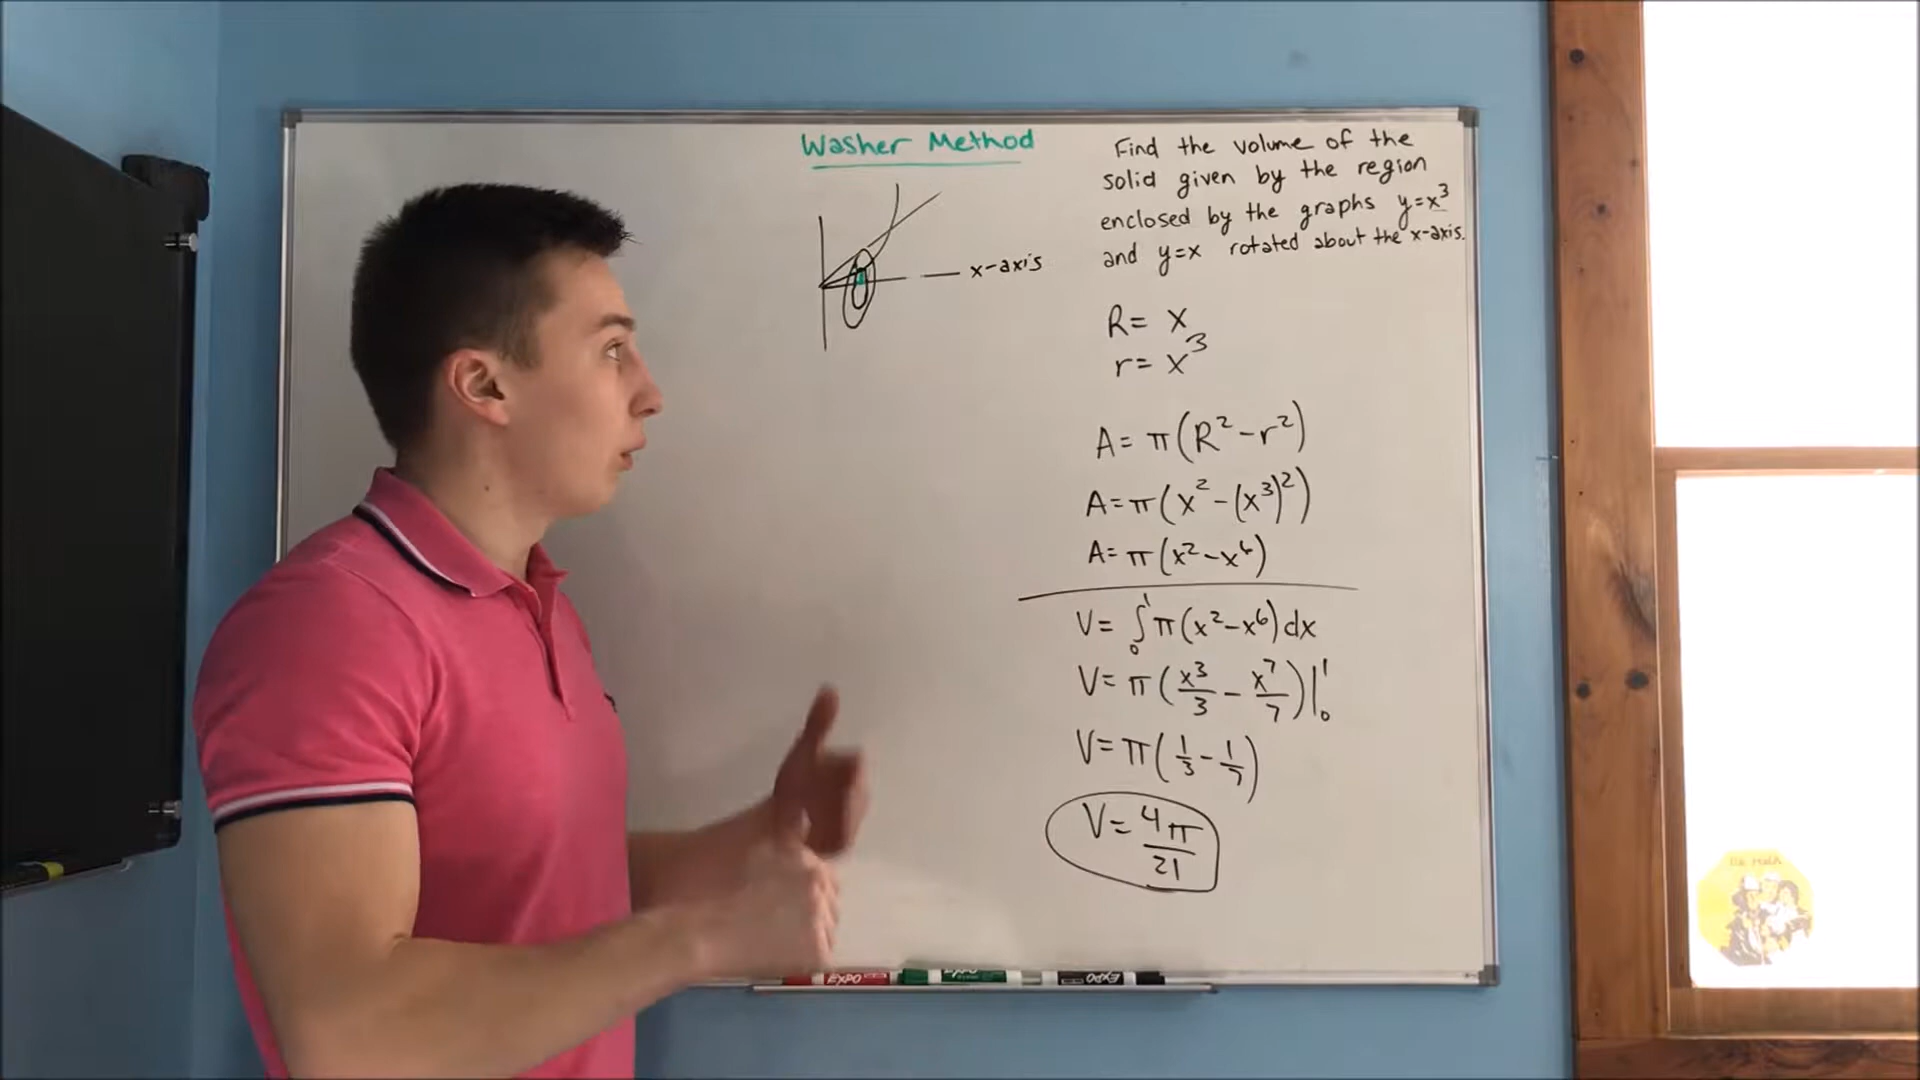 Washer Method
x-axis
Find the volume of the
solid given by the region
enclosed by the graphs y=x³
and y=x rotated about the x-axis.
R= x
r= x³
A= π(R²-r²)
A=π(x²-(x³)²)
A=π(x²-x⁶)
V= ∫₀¹ π(x²-x⁶)dx
V= π(x³/3 - x⁷/7)|₀¹
V= π(1/3 - 1/7)
V= 4π/21
EXPO
EXPO
EXPO